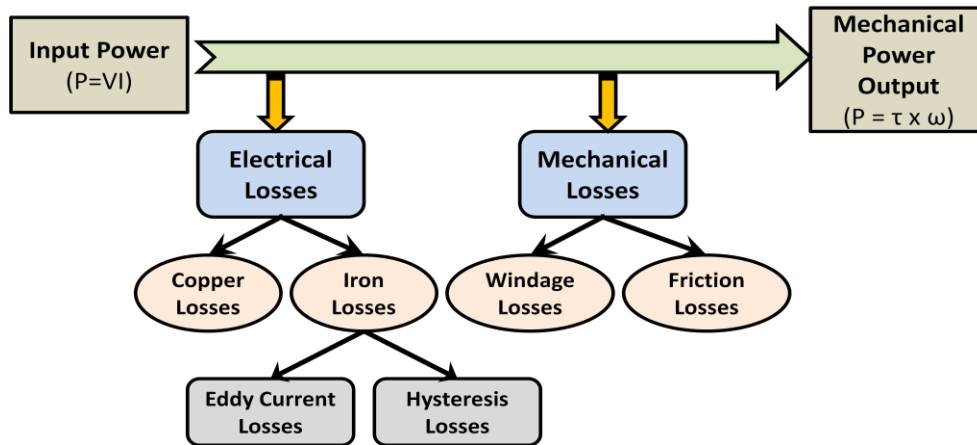 Input Power
(P=VI)
Mechanical
Power
Output
(P = τ x ω)
Electrical
Losses
Mechanical
Losses
Copper
Losses
Iron
Losses
Windage
Losses
Friction
Losses
Eddy Current
Losses
Hysteresis
Losses